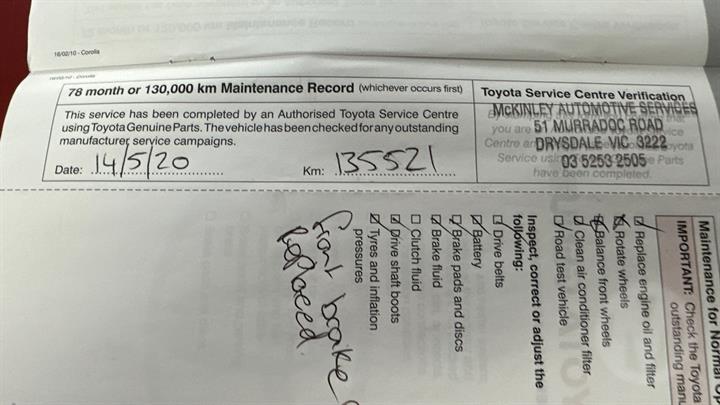 16/02/10 - Corolla
78 month or 130,000 km Maintenance Record (whichever occurs first)
This service has been completed by an Authorised Toyota Service Centre
using Toyota Genuine Parts. The vehicle has been checked for any outstanding
manufacturer service campaigns.
Date: 14/5/20 Km: 135521
Toyota Service Centre Verification
McKINLEY AUTOMOTIVE SERVICES
you are 51 MURRADOC ROAD
Centre DRYSDALE VIC 3222
Service 03 5253 2505 Parts
have been completed.
Maintenance for Normal
IMPORTANT: Check the Toyota
outstanding
Replace engine oil and filter
Rotate wheels
Balance front wheels
Clean air conditioner filter
Road test vehicle
Inspect, correct or adjust the
following:
Drive belts
Battery
Brake pads and discs
Brake fluid
Clutch fluid
Drive shaft boots
Tyres and inflation
pressures
front brake
Replaced.